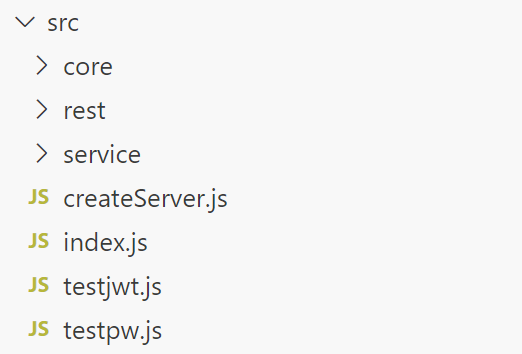 src
core
rest
service
JS createServer.js
JS index.js
JS testjwt.js
JS testpw.js